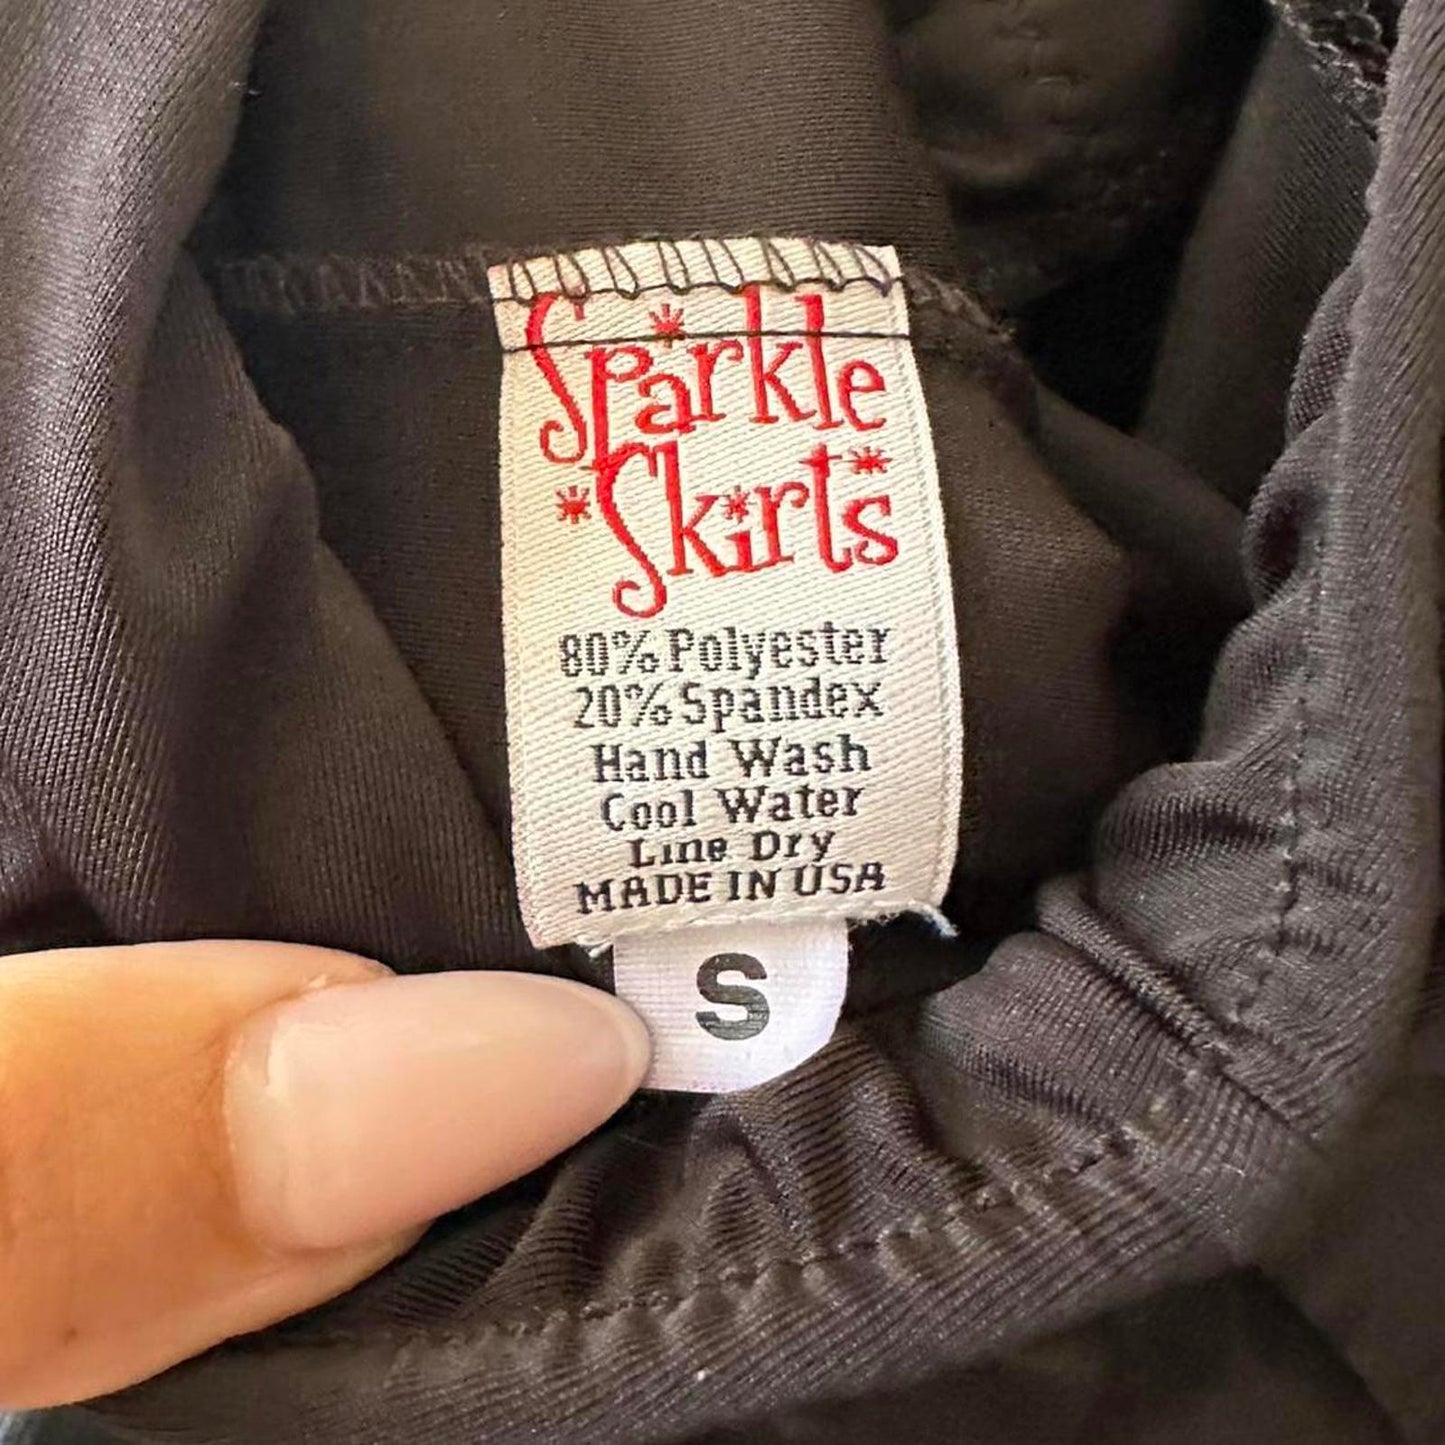 Sparkle
Skirts
80% Polyester
20% Spandex
Hand Wash
Cool Water
Line Dry
MADE IN USA
S